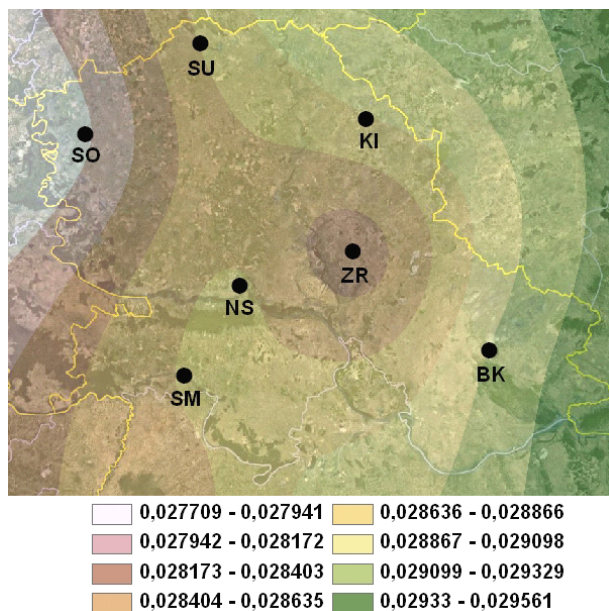 SU
KI
SO
ZR
NS
BK
SM
0,027709 - 0,027941 0,028636 - 0,028866
0,027942 - 0,028172 0,028867 - 0,029098
0,028173 - 0,028403 0,029099 - 0,029329
0,028404 - 0,028635 0,02933 - 0,029561